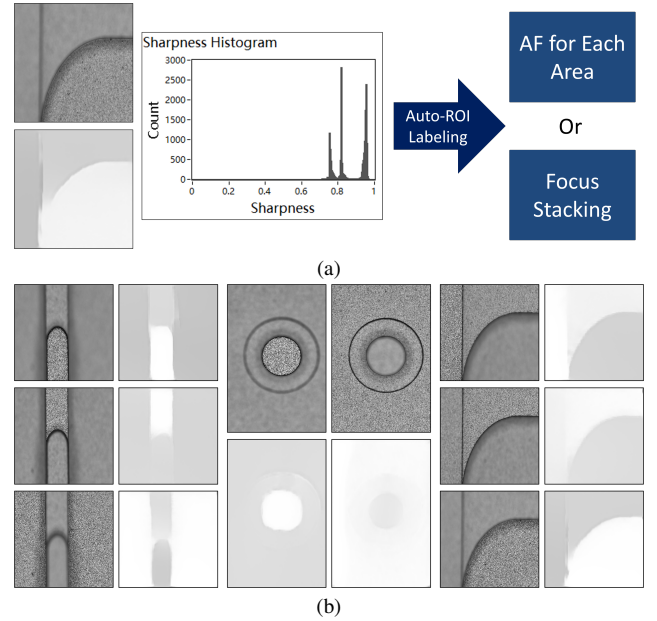 Sharpness Histogram
3000
2500
2000
1500
1000
500
0
Count
0 0.2 0.4 0.6 0.8 1
Sharpness
Auto-ROI
Labeling
AF for Each
Area
Or
Focus
Stacking
(a)
(b)